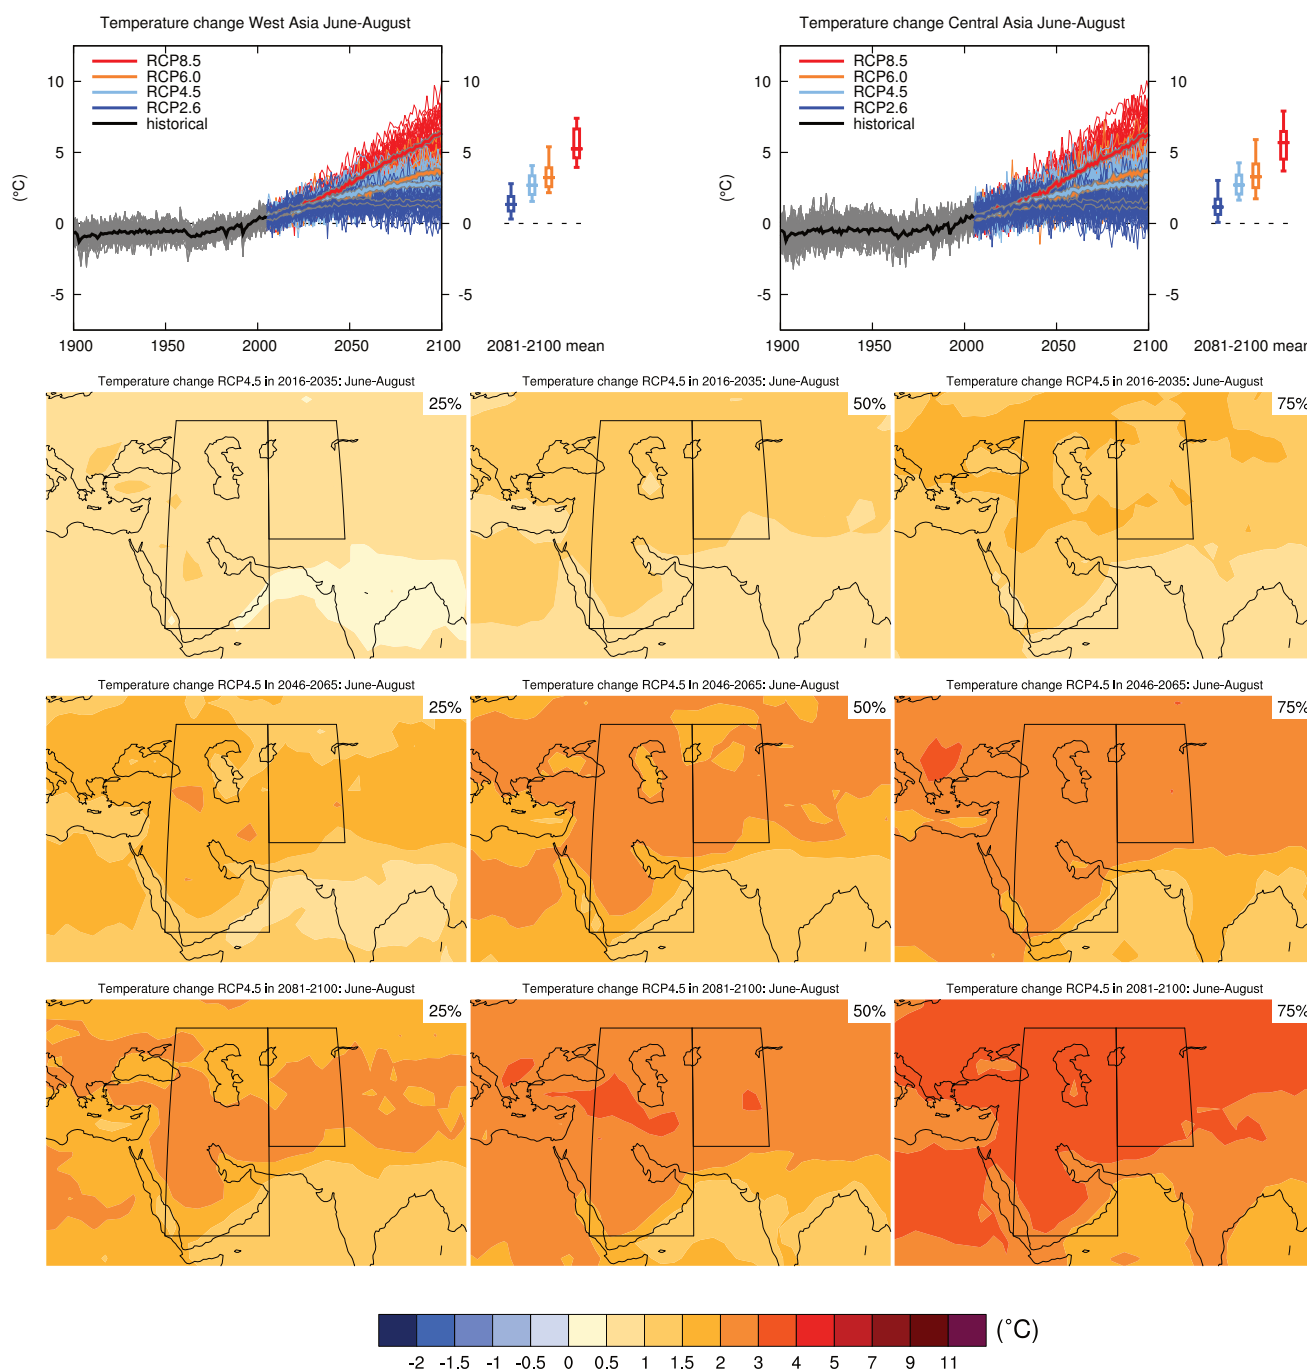 Temperature change West Asia June-August
Temperature change Central Asia June-August
RCP8.5
RCP6.0
RCP4.5
RCP2.6
historical
(°C)
10
5
0
-5
10
5
0
-5
1900 1950 2000 2050 2100
2081-2100 mean
RCP8.5
RCP6.0
RCP4.5
RCP2.6
historical
(°C)
10
5
0
-5
10
5
0
-5
1900 1950 2000 2050 2100
2081-2100 mean
Temperature change RCP4.5 in 2016-2035: June-August
25%
Temperature change RCP4.5 in 2016-2035: June-August
50%
Temperature change RCP4.5 in 2016-2035: June-August
75%
Temperature change RCP4.5 in 2046-2065: June-August
25%
Temperature change RCP4.5 in 2046-2065: June-August
50%
Temperature change RCP4.5 in 2046-2065: June-August
75%
Temperature change RCP4.5 in 2081-2100: June-August
25%
Temperature change RCP4.5 in 2081-2100: June-August
50%
Temperature change RCP4.5 in 2081-2100: June-August
75%
(°C)
-2 -1.5 -1 -0.5 0 0.5 1 1.5 2 3 4 5 7 9 11